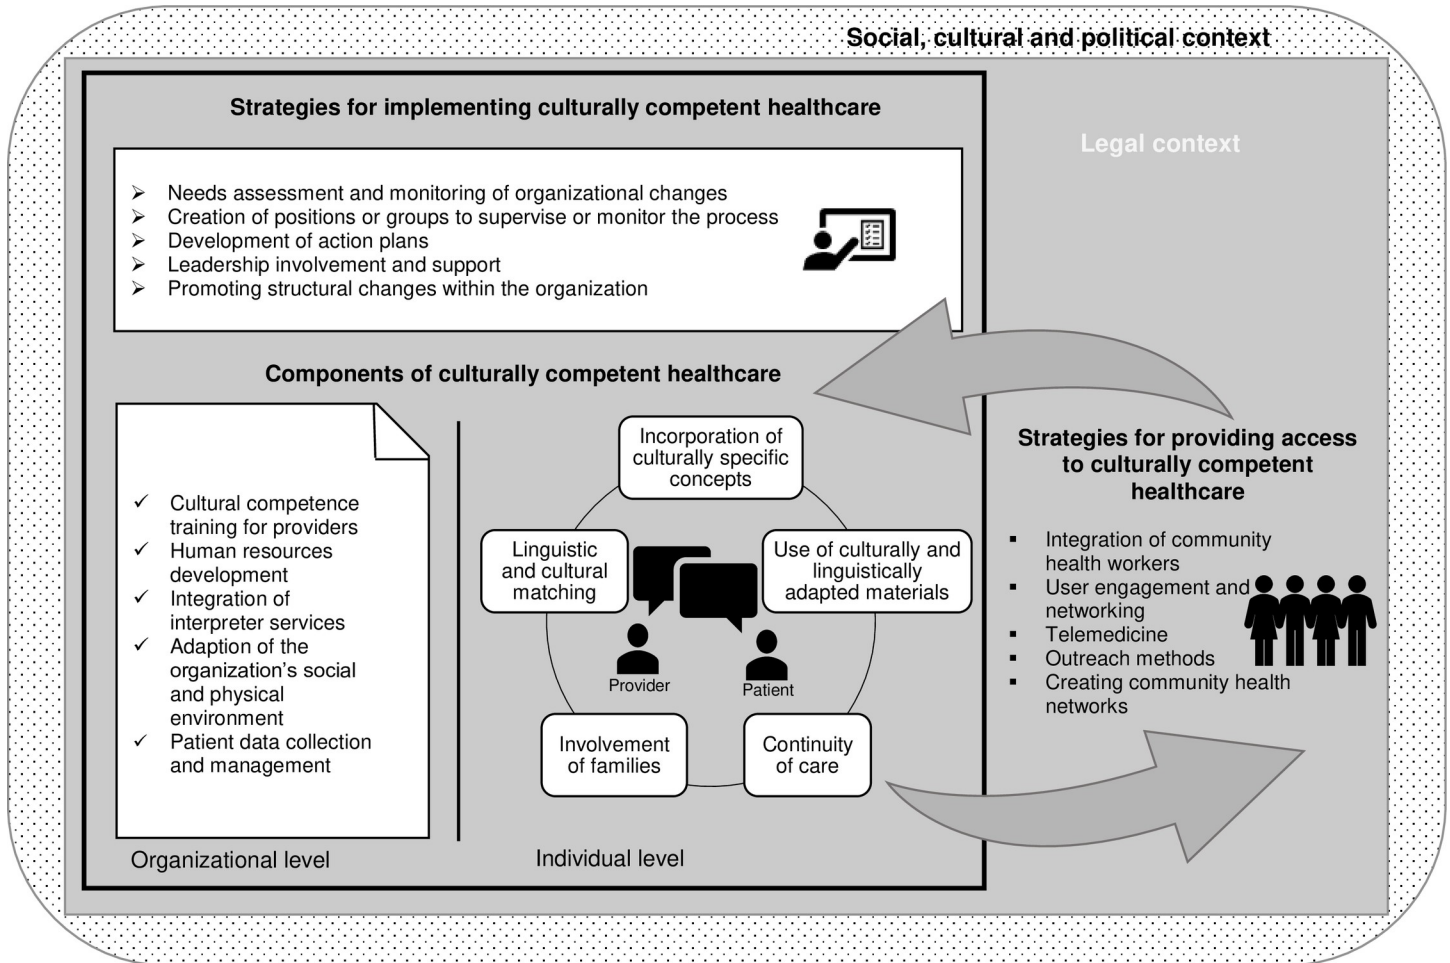 Social, cultural and political context
Legal context
Strategies for implementing culturally competent healthcare
➢ Needs assessment and monitoring of organizational changes
➢ Creation of positions or groups to supervise or monitor the process
➢ Development of action plans
➢ Leadership involvement and support
➢ Promoting structural changes within the organization
Components of culturally competent healthcare
✓ Cultural competence
training for providers
✓ Human resources
development
✓ Integration of
interpreter services
✓ Adaption of the
organization’s social
and physical
environment
✓ Patient data collection
and management
Organizational level
Incorporation of
culturally specific
concepts
Linguistic
and cultural
matching
Use of culturally and
linguistically
adapted materials
Provider
Patient
Involvement
of families
Continuity
of care
Individual level
Strategies for providing access
to culturally competent
healthcare
▪ Integration of community
health workers
▪ User engagement and
networking
▪ Telemedicine
▪ Outreach methods
▪ Creating community health
networks